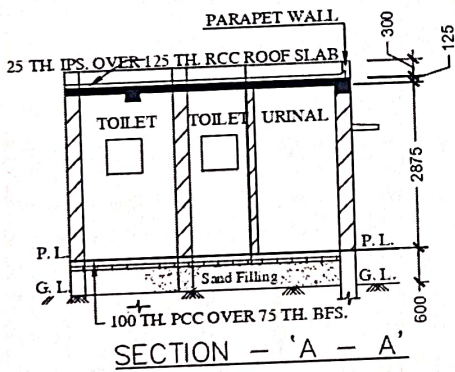 PARAPET WALL
25 TH. IPS. OVER 125 TH. RCC ROOF SLAB
300
125
TOILET TOILET URINAL
2875
P. L. P. L.
G. L. Sand Filling G. L.
600
100 TH. PCC OVER 75 TH. BFS.
SECTION - 'A - A'